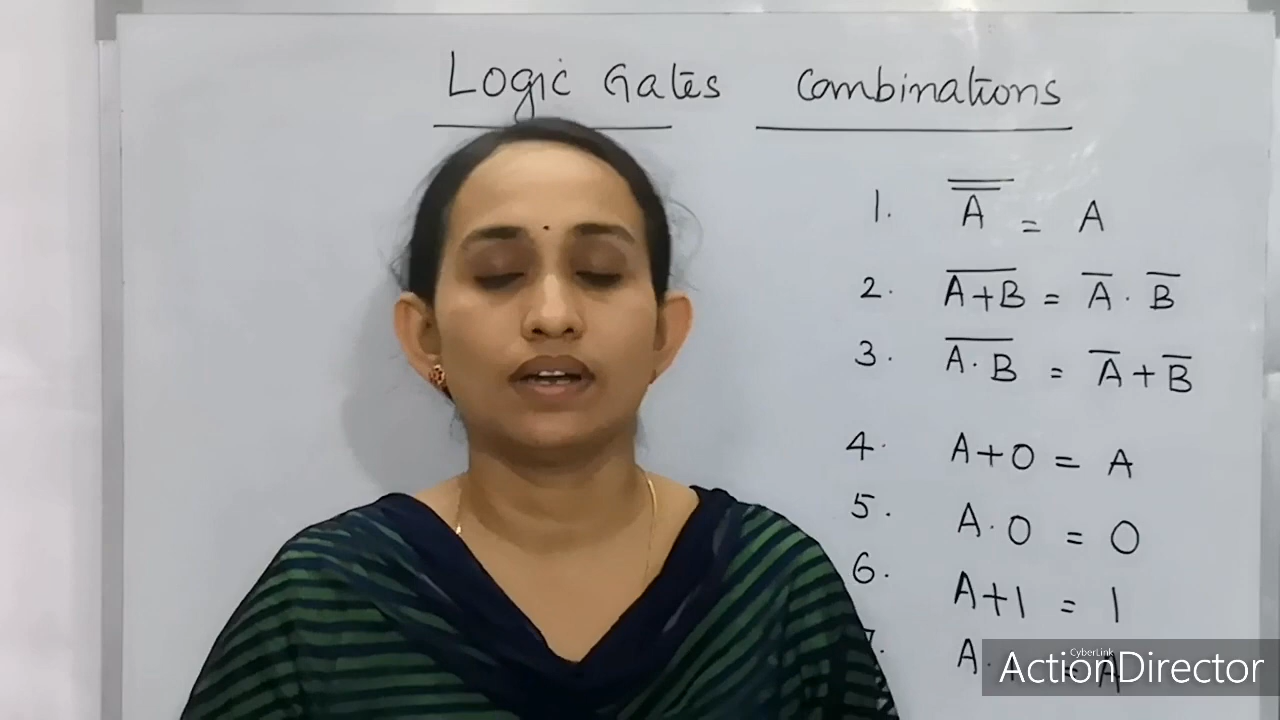 Logic Gates Combinations
1. A̿ = A
2. A̅+̅B̅ = A̅ . B̅
3. A̅.̅B̅ = A̅ + B̅
4. A+0 = A
5. A.0 = 0
6. A+1 = 1
A. = A
CyberLink
ActionDirector